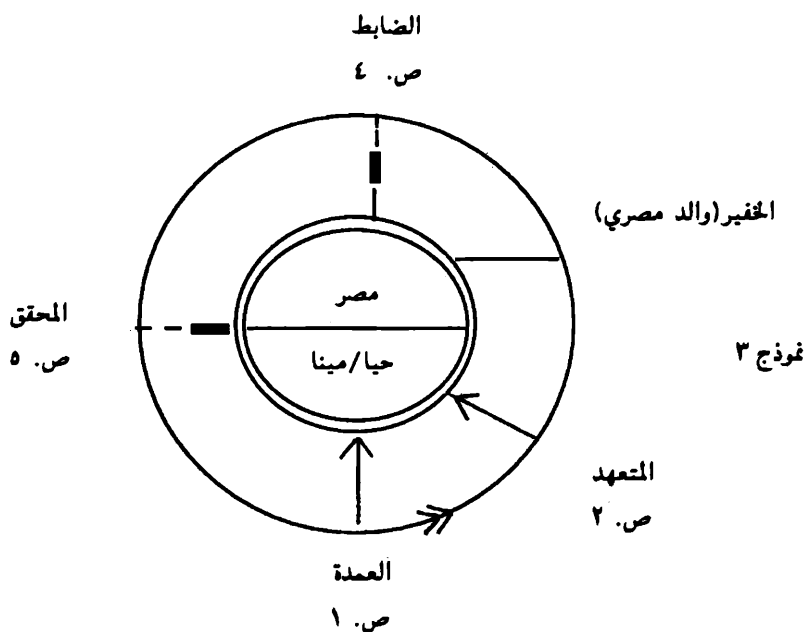 الضابط
ص. ٤
الخفير(والد مصري)
مصر
المحقق
ص. ٥
حيا/مينا
نموذج ٣
المتعهد
ص. ٢
العمدة
ص. ١